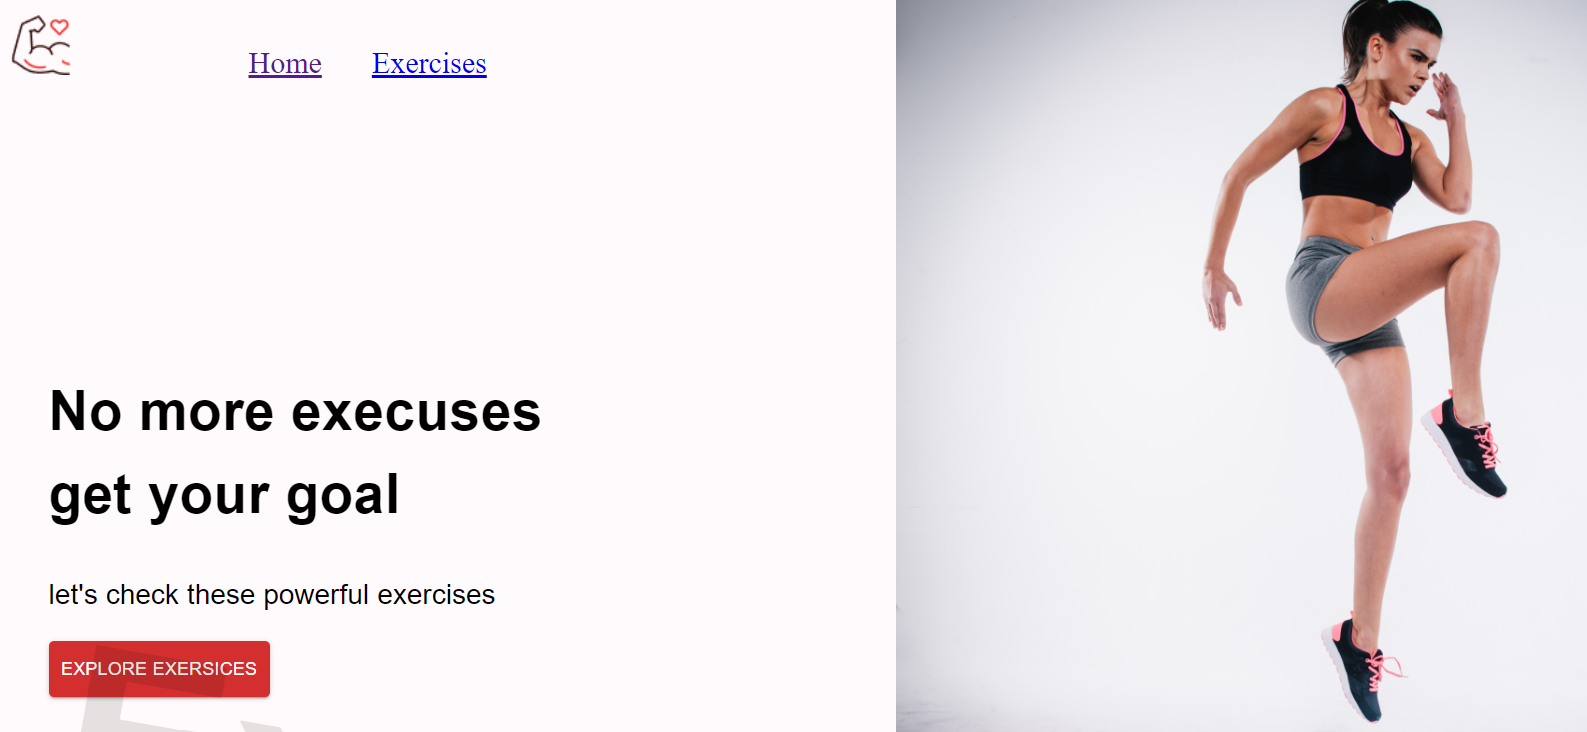 Home Exercises
No more execuses
get your goal
let's check these powerful exercises
EXPLORE EXERSICES